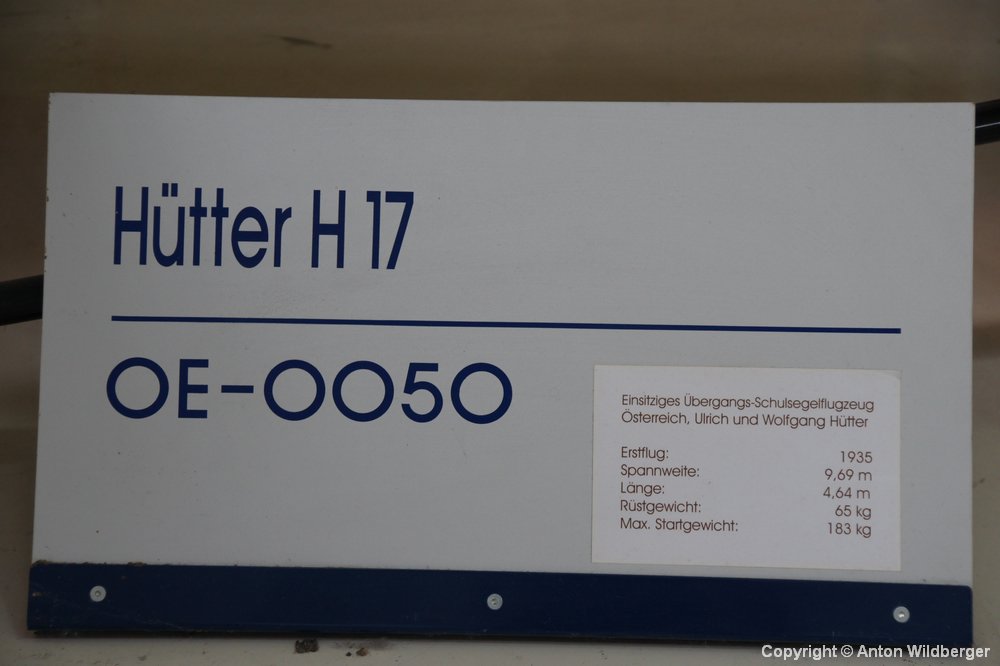 Hütter H 17
OE-0050
Einsitziges Übergangs-Schulsegelflugzeug
Österreich, Ulrich und Wolfgang Hütter
Erstflug: 1935
Spannweite: 9,69 m
Länge: 4,64 m
Rüstgewicht: 65 kg
Max. Startgewicht: 183 kg
Copyright © Anton Wildberger